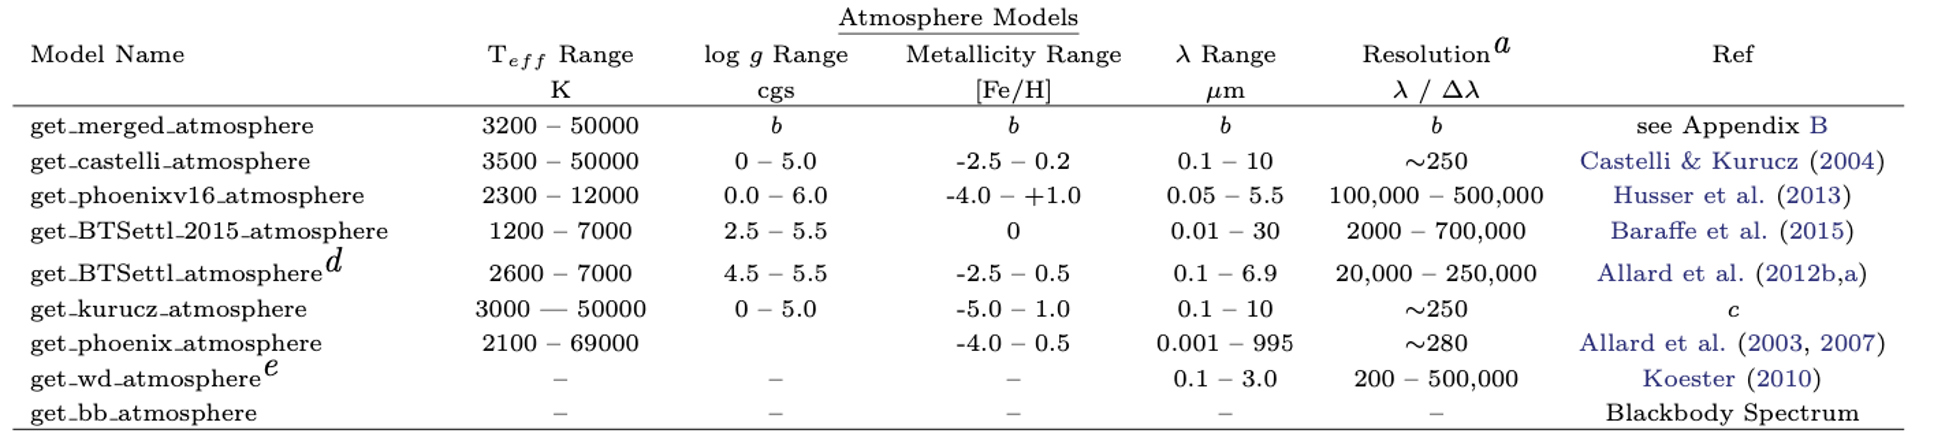 Atmosphere Models
Model Name T_eff Range log g Range Metallicity Range λ Range Resolution^a Ref
K cgs [Fe/H] μm λ / Δλ
get_merged_atmosphere 3200 – 50000 b b b b see Appendix B
get_castelli_atmosphere 3500 – 50000 0 – 5.0 -2.5 – 0.2 0.1 – 10 ~250 Castelli & Kurucz (2004)
get_phoenixv16_atmosphere 2300 – 12000 0.0 – 6.0 -4.0 – +1.0 0.05 – 5.5 100,000 – 500,000 Husser et al. (2013)
get_BTSettl_2015_atmosphere 1200 – 7000 2.5 – 5.5 0 0.01 – 30 2000 – 700,000 Baraffe et al. (2015)
get_BTSettl_atmosphere^d 2600 – 7000 4.5 – 5.5 -2.5 – 0.5 0.1 – 6.9 20,000 – 250,000 Allard et al. (2012b,a)
get_kurucz_atmosphere 3000 — 50000 0 – 5.0 -5.0 – 1.0 0.1 – 10 ~250 c
get_phoenix_atmosphere 2100 – 69000 -4.0 – 0.5 0.001 – 995 ~280 Allard et al. (2003, 2007)
get_wd_atmosphere^e – – – 0.1 – 3.0 200 – 500,000 Koester (2010)
get_bb_atmosphere – – – – – Blackbody Spectrum